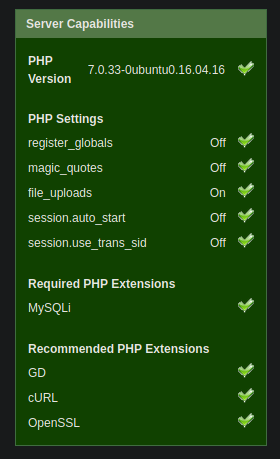 Server Capabilities
PHP Version 7.0.33-0ubuntu0.16.04.16
PHP Settings
register_globals Off
magic_quotes Off
file_uploads On
session.auto_start Off
session.use_trans_sid Off
Required PHP Extensions
MySQLi
Recommended PHP Extensions
GD
cURL
OpenSSL